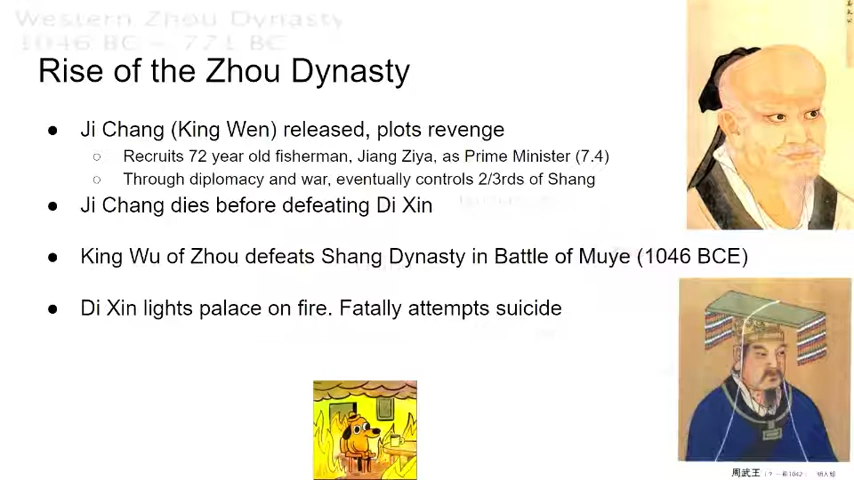 Western Zhou Dynasty
1046 BC – 771 BC
Rise of the Zhou Dynasty
● Ji Chang (King Wen) released, plots revenge
○ Recruits 72 year old fisherman, Jiang Ziya, as Prime Minister (7.4)
○ Through diplomacy and war, eventually controls 2/3rds of Shang
● Ji Chang dies before defeating Di Xin
● King Wu of Zhou defeats Shang Dynasty in Battle of Muye (1046 BCE)
● Di Xin lights palace on fire. Fatally attempts suicide
周武王